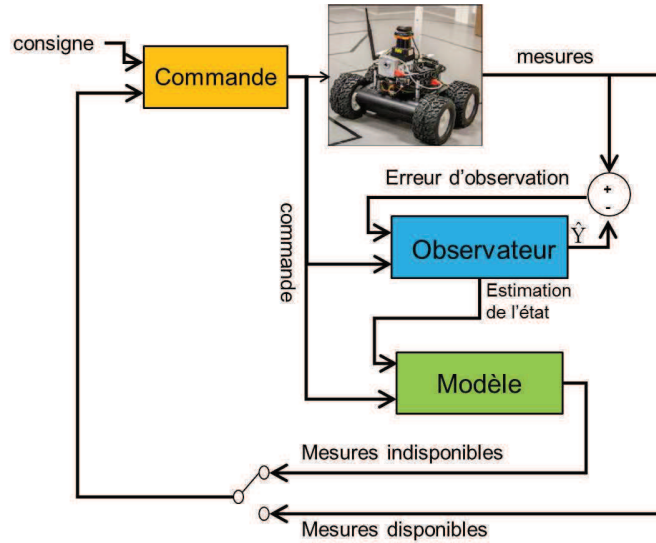 consigne
Commande
mesures
Erreur d'observation
+
-
commande
Observateur
Ŷ
Estimation
de l'état
Modèle
Mesures indisponibles
Mesures disponibles